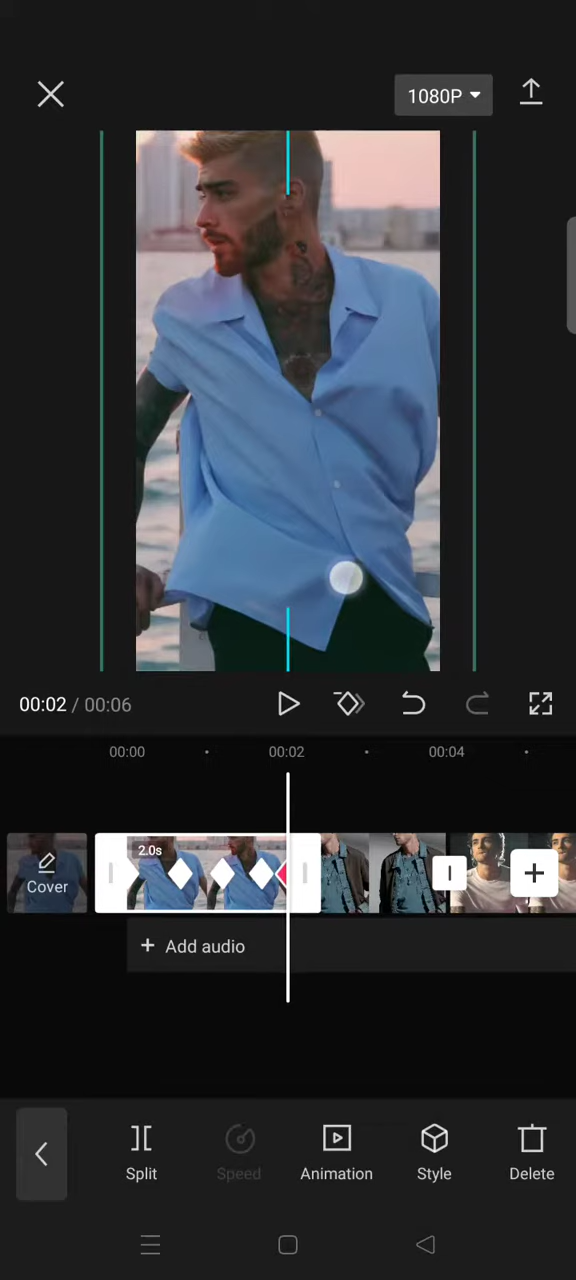 1080P
00:02 / 00:06
00:00
00:02
00:04
2.0s
Cover
Add audio
Split
Speed
Animation
Style
Delete